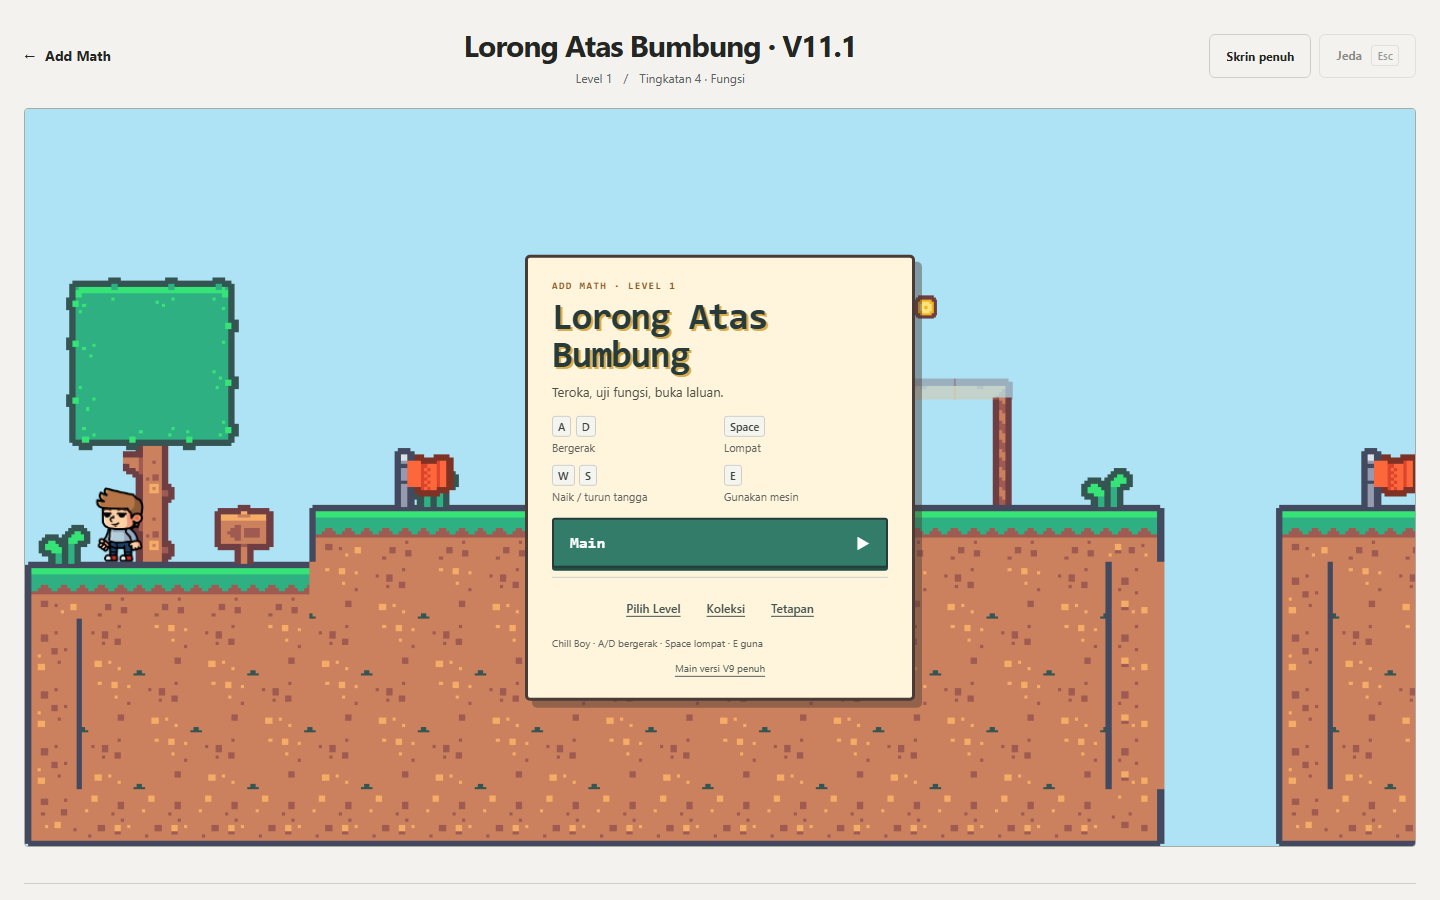 ← Add Math
Lorong Atas Bumbung · V11.1
Level 1 / Tingkatan 4 · Fungsi
Skrin penuh
Jeda Esc
ADD MATH · LEVEL 1
Lorong Atas
Bumbung
Teroka, uji fungsi, buka laluan.
A D
Bergerak
Space
Lompat
W S
Naik / turun tangga
E
Gunakan mesin
Main ▶
Pilih Level Koleksi Tetapan
Chill Boy · A/D bergerak · Space lompat · E guna
Main versi V9 penuh